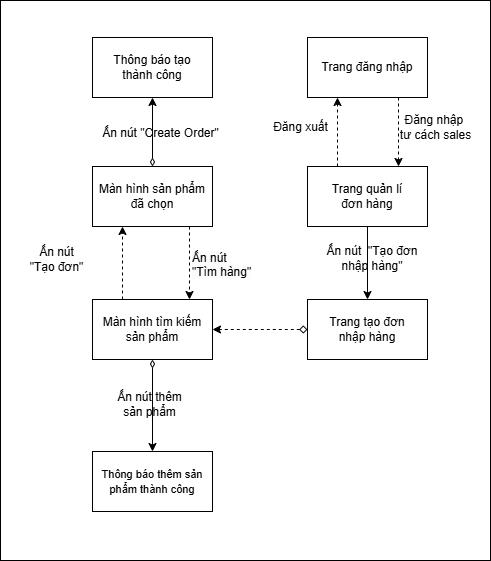 Thông báo tạo
thành công
Trang đăng nhập
Ấn nút "Create Order"
Đăng xuất
Đăng nhập
tư cách sales
Màn hình sản phẩm
đã chọn
Trang quản lí
đơn hàng
Ấn nút
"Tạo đơn"
Ấn nút
"Tìm hàng"
Ấn nút "Tạo đơn
nhập hàng"
Màn hình tìm kiếm
sản phẩm
Trang tạo đơn
nhập hàng
Ấn nút thêm
sản phẩm
Thông báo thêm sản
phẩm thành công